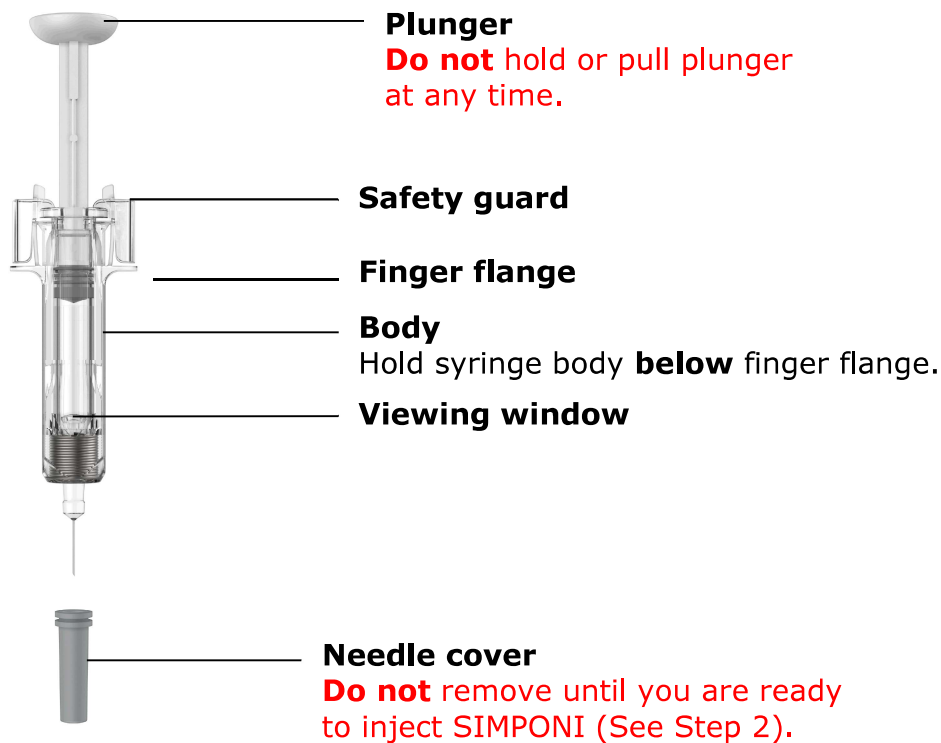 Plunger
Do not hold or pull plunger
at any time.
Safety guard
Finger flange
Body
Hold syringe body below finger flange.
Viewing window
Needle cover
Do not remove until you are ready
to inject SIMPONI (See Step 2).